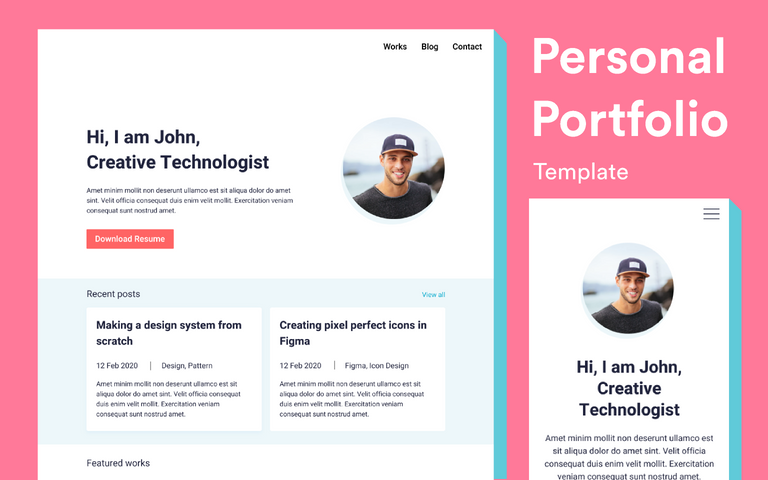 Works Blog Contact
Hi, I am John,
Creative Technologist
Amet minim mollit non deserunt ullamco est sit aliqua dolor do amet
sint. Velit officia consequat duis enim velit mollit. Exercitation veniam
consequat sunt nostrud amet.
Download Resume
Recent posts
View all
Making a design system from
scratch
12 Feb 2020 | Design, Pattern
Amet minim mollit non deserunt ullamco est sit
aliqua dolor do amet sint. Velit officia consequat
duis enim velit mollit. Exercitation veniam
consequat sunt nostrud amet.
Creating pixel perfect icons in
Figma
12 Feb 2020 | Figma, Icon Design
Amet minim mollit non deserunt ullamco est sit
aliqua dolor do amet sint. Velit officia consequat
duis enim velit mollit. Exercitation veniam
consequat sunt nostrud amet.
Featured works
Personal
Portfolio
Template
Hi, I am John,
Creative
Technologist
Amet minim mollit non deserunt ullamco est
sit aliqua dolor do amet sint. Velit officia
consequat duis enim velit mollit. Exercitation
veniam consequat sunt nostrud amet.